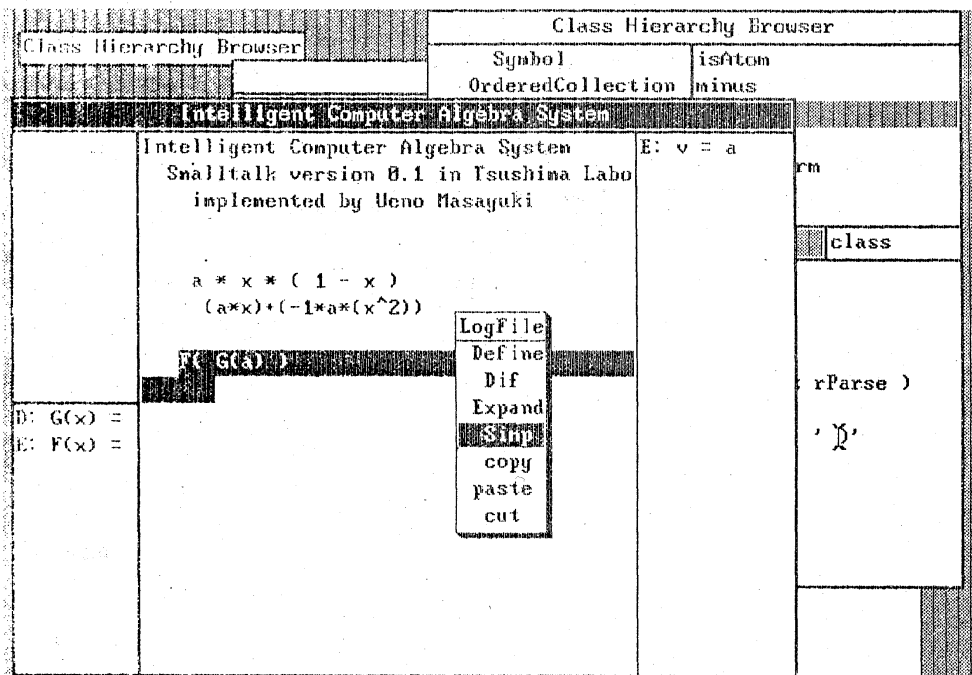 Class Hierarchy Browser
Class Hierarchy Browser
Symbol
OrderedCollection
isAtom
minus
Intelligent Computer Algebra System
Intelligent Computer Algebra System
Smalltalk version 0.1 in Tsushima Labo
implemented by Ueno Masayuki
a * x * ( 1 - x )
(a*x)+(-1*a*(x^2))
F( G(a) )
LogFile
Define
Dif
Expand
Simp
copy
paste
cut
D: G(x) =
E: F(x) =
E: v = a
rm
class
rParse )